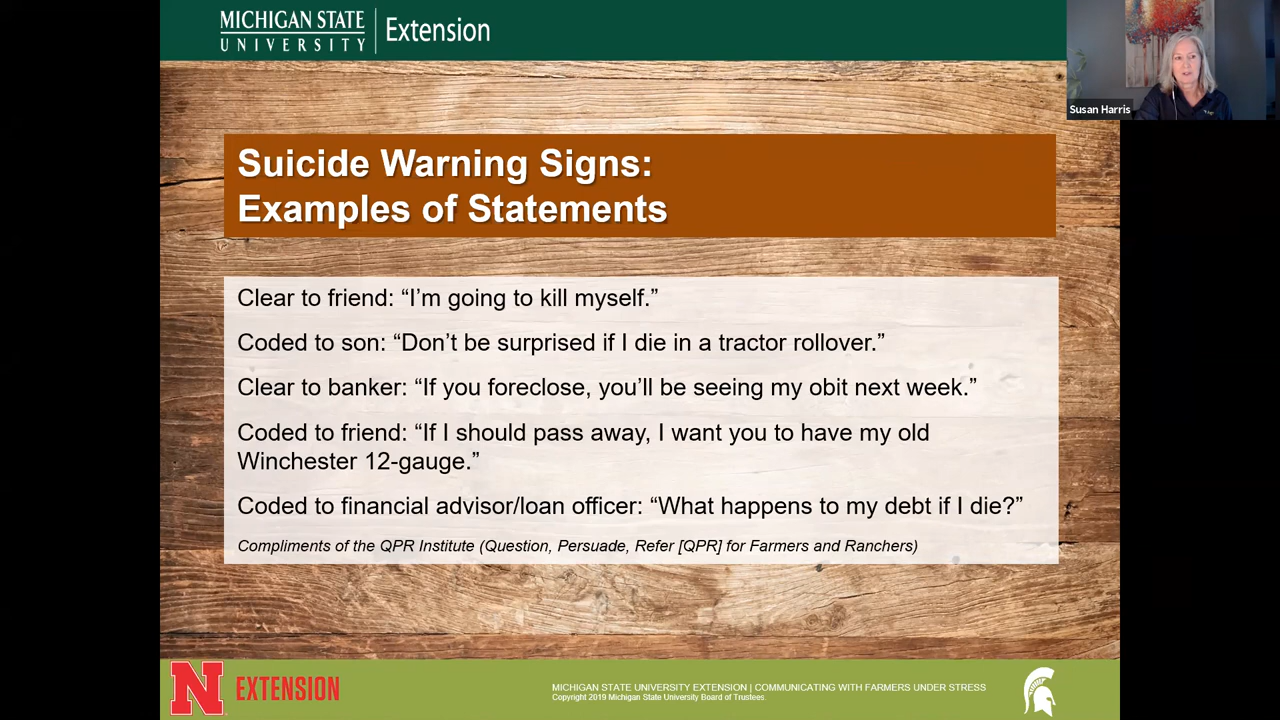 MICHIGAN STATE
UNIVERSITY
Extension
Susan Harris
Suicide Warning Signs:
Examples of Statements
Clear to friend: “I’m going to kill myself.”
Coded to son: “Don’t be surprised if I die in a tractor rollover.”
Clear to banker: “If you foreclose, you’ll be seeing my obit next week.”
Coded to friend: “If I should pass away, I want you to have my old
Winchester 12-gauge.”
Coded to financial advisor/loan officer: “What happens to my debt if I die?”
Compliments of the QPR Institute (Question, Persuade, Refer [QPR] for Farmers and Ranchers)
N EXTENSION
MICHIGAN STATE UNIVERSITY EXTENSION | COMMUNICATING WITH FARMERS UNDER STRESS
Copyright 2019 Michigan State University Board of Trustees.